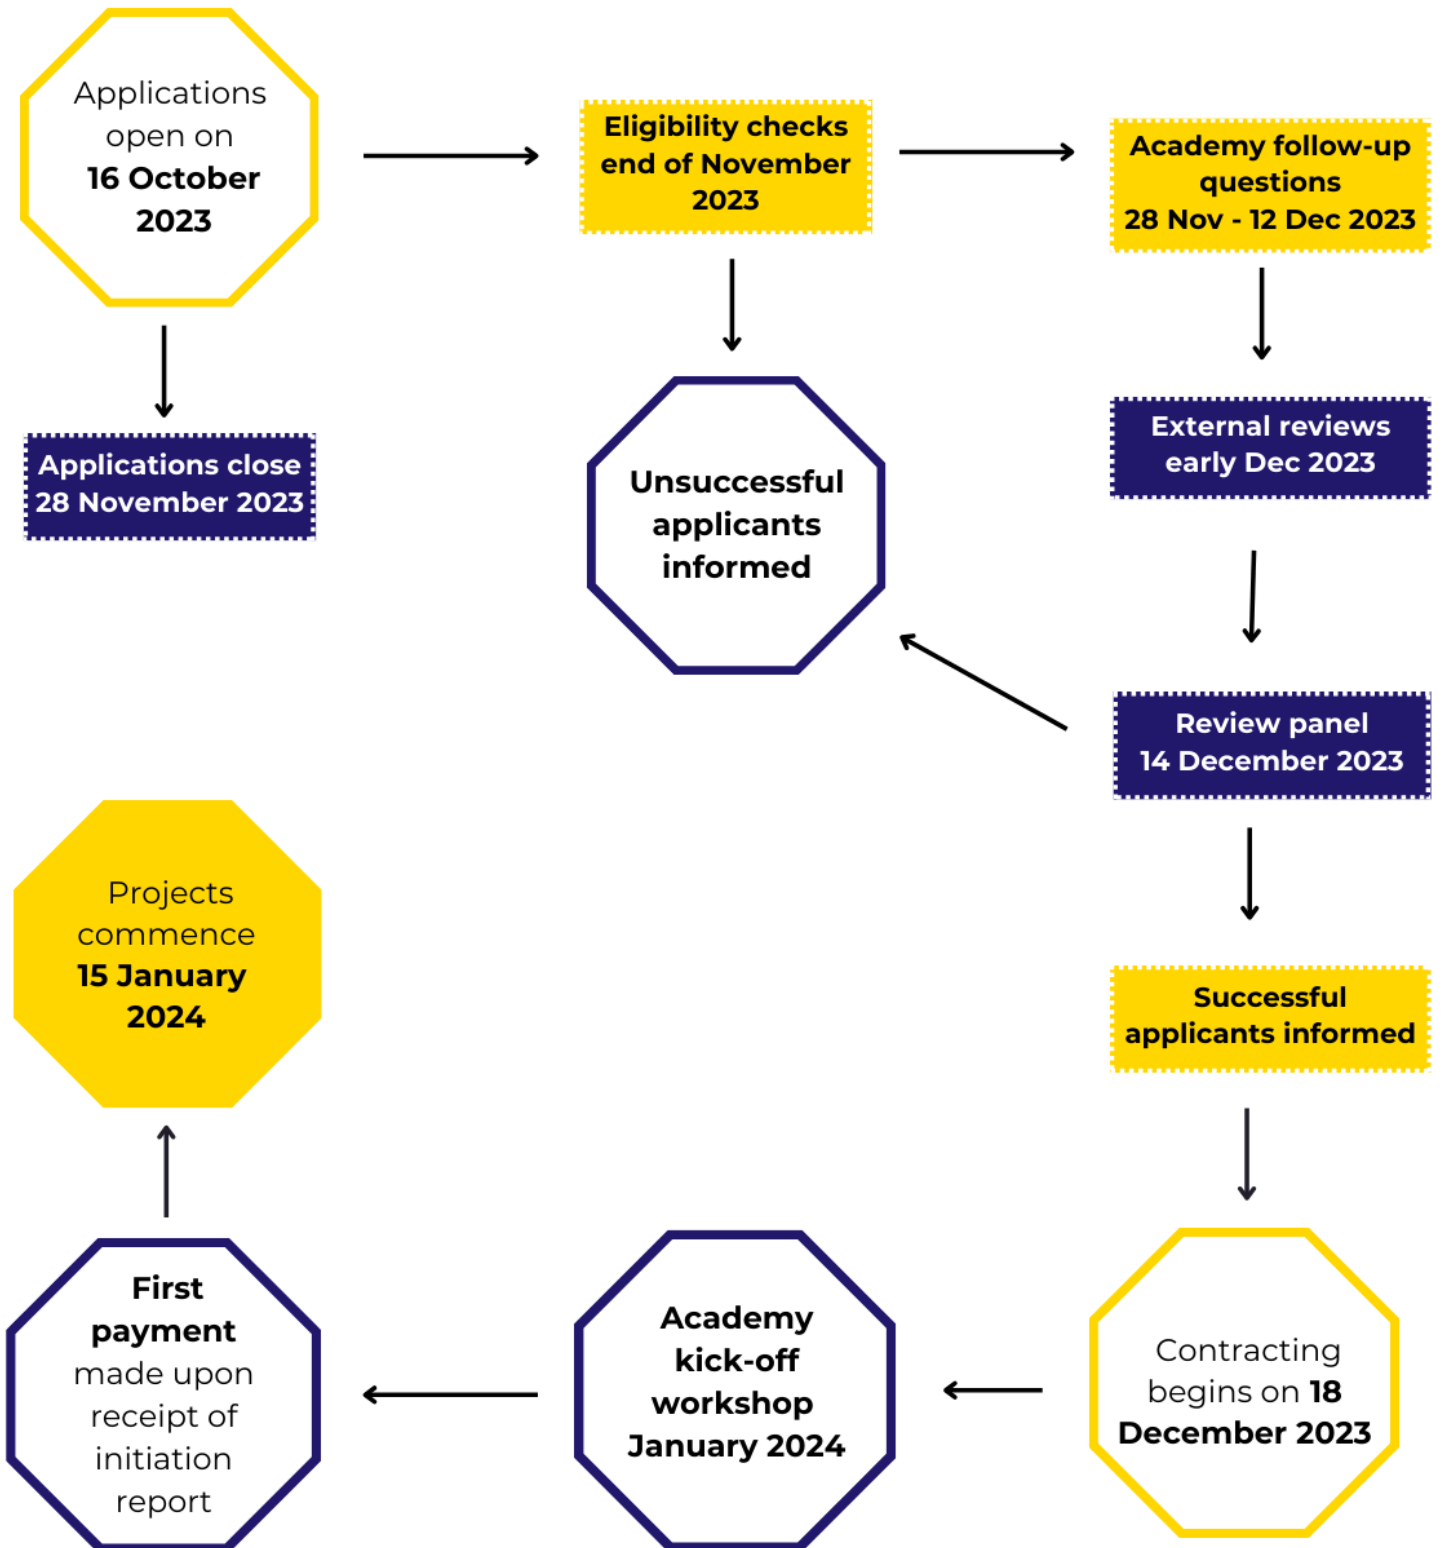 Applications
open on
16 October
2023
Eligibility checks
end of November
2023
Academy follow-up
questions
28 Nov - 12 Dec 2023
Applications close
28 November 2023
Unsuccessful
applicants
informed
External reviews
early Dec 2023
Review panel
14 December 2023
Successful
applicants informed
Contracting
begins on 18
December 2023
Academy
kick-off
workshop
January 2024
First
payment
made upon
receipt of
initiation
report
Projects
commence
15 January
2024